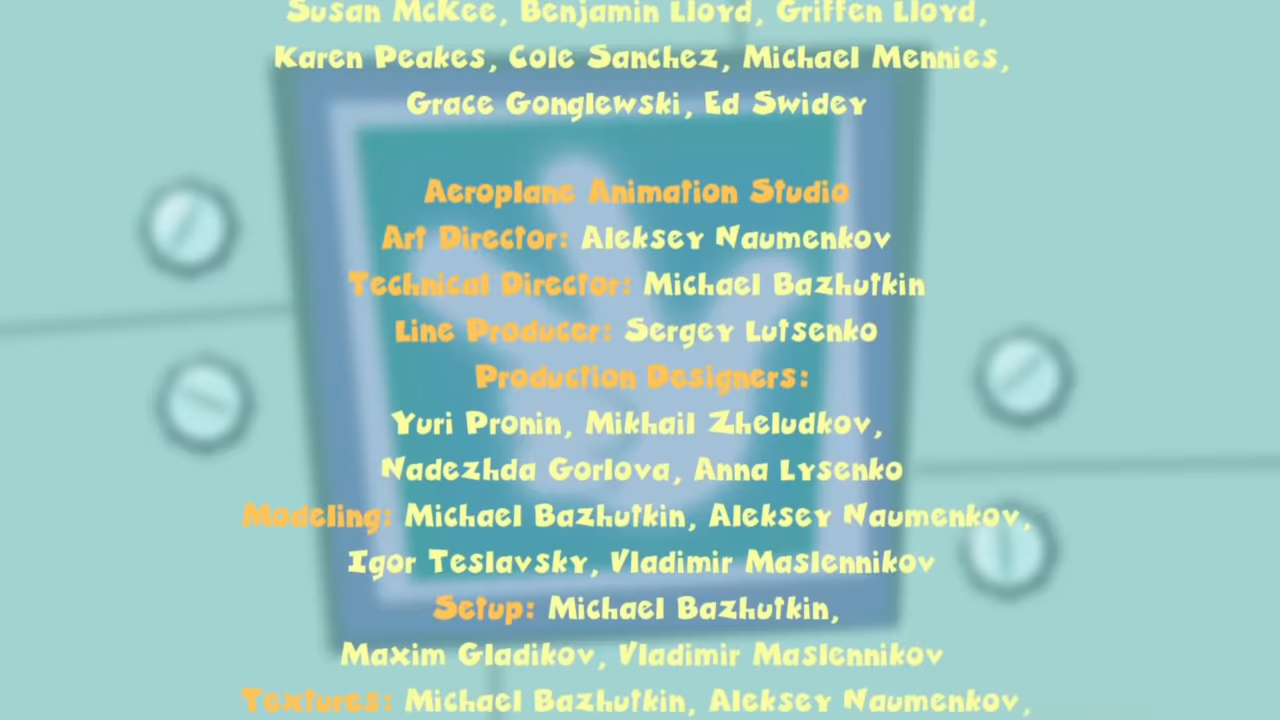 Susan McKee, Benjamin Lloyd, Griffen Lloyd,
Karen Peakes, Cole Sanchez, Michael Mennies,
Grace Gonglewski, Ed Swidey
Aeroplane Animation Studio
Art Director: Aleksey Naumenkov
Technical Director: Michael Bazhutkin
Line Producer: Sergey Lutsenko
Production Designers:
Yuri Pronin, Mikhail Zheludkov,
Nadezhda Gorlova, Anna Lysenko
Modeling: Michael Bazhutkin, Aleksey Naumenkov,
Igor Teslavsky, Vladimir Maslennikov
Setup: Michael Bazhutkin,
Maxim Gladikov, Vladimir Maslennikov
Textures: Michael Bazhutkin, Aleksey Naumenkov,